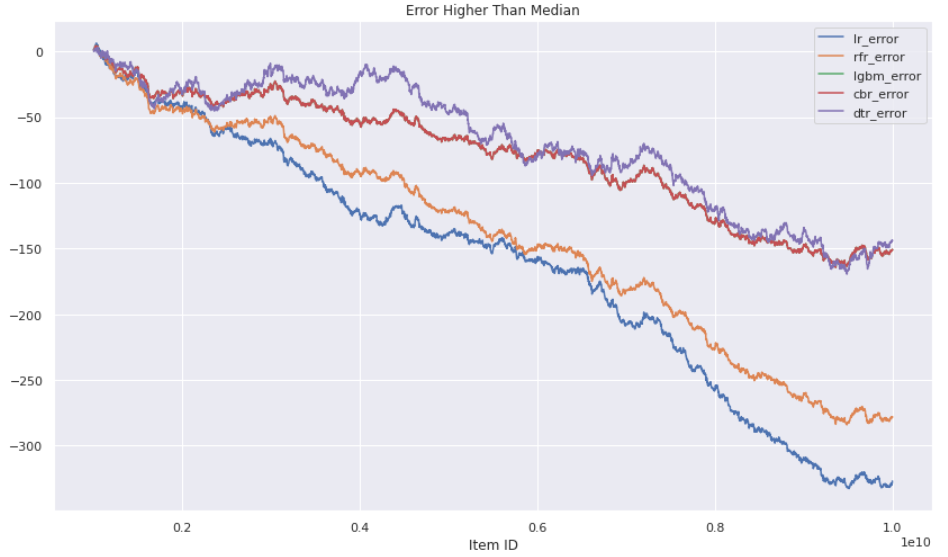 Error Higher Than Median
lr_error
rfr_error
lgbm_error
cbr_error
dtr_error
0
−50
−100
−150
−200
−250
−300
0.2 0.4 0.6 0.8 1.0
1e10
Item ID